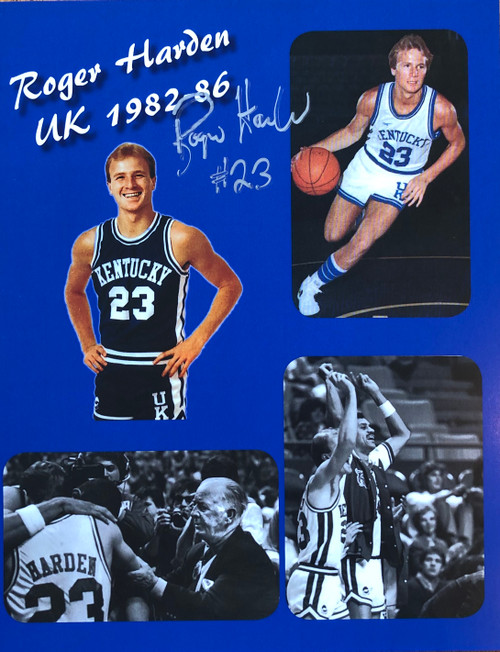 Roger Harden
UK 1982-86
Roger Harden
#23
KENTUCKY
23
KENTUCKY
23
UK
HARDEN
23